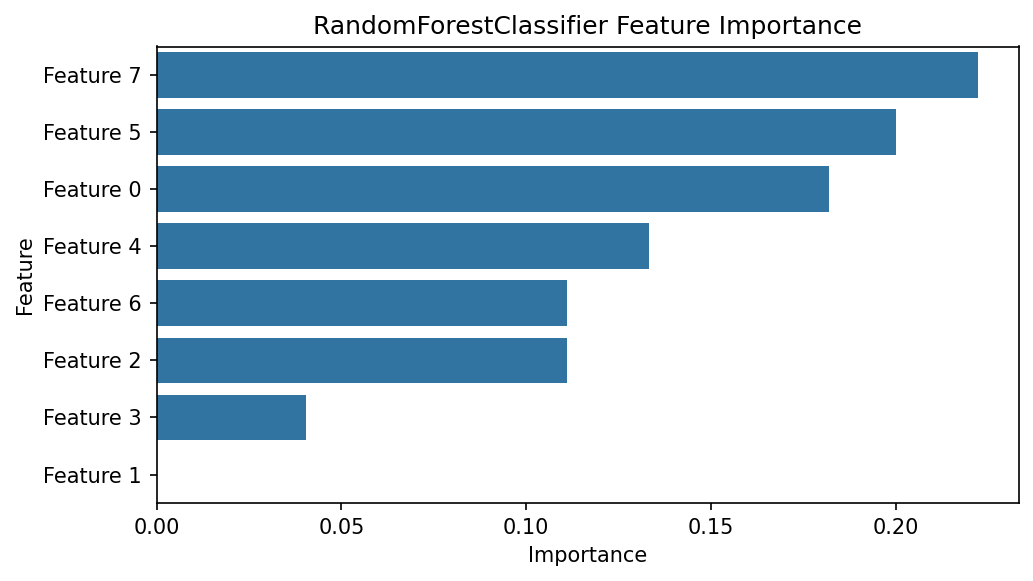 RandomForestClassifier Feature Importance
Feature 7
Feature 5
Feature 0
Feature 4
Feature 6
Feature 2
Feature 3
Feature 1
Feature
0.00 0.05 0.10 0.15 0.20
Importance